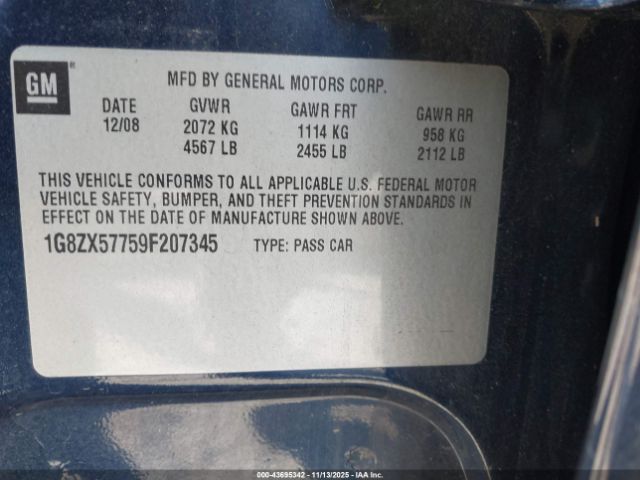 GM
MFD BY GENERAL MOTORS CORP.
DATE GVWR GAWR FRT GAWR RR
12/08 2072 KG 1114 KG 958 KG
4567 LB 2455 LB 2112 LB
THIS VEHICLE CONFORMS TO ALL APPLICABLE U.S. FEDERAL MOTOR
VEHICLE SAFETY, BUMPER, AND THEFT PREVENTION STANDARDS IN
EFFECT ON THE DATE OF MANUFACTURE SHOWN ABOVE.
1G8ZX57759F207345 TYPE: PASS CAR
000-43695342 11/13/2025 IAA Inc. ©